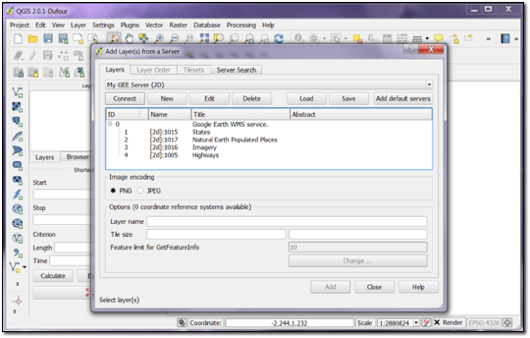 QGIS 2.0.1-Dufour
Project Edit View Layer Settings Plugins Vector Raster Database Processing Help
Add Layer(s) from a Server
Layers Layer Order Tilesets Server Search
My GEE Server (2D)
Connect New Edit Delete Load Save Add default servers
ID Name Title Abstract
0 Google Earth WMS service.
1 [2d]:1015 States
2 [2d]:1017 Natural Earth Populated Places
3 [2d]:1016 Imagery
4 [2d]:1005 Highways
Image encoding
PNG JPEG
Options (0 coordinate reference systems available)
Layer name
Tile size
Feature limit for GetFeatureInfo 10
Change ...
Add Close Help
Select layer(s)
Layers Browser
Start
Stop
Criterion
Length
Time
Calculate
Coordinate: -2.244,1.232 Scale 1:2880824 Render EPSG:4326